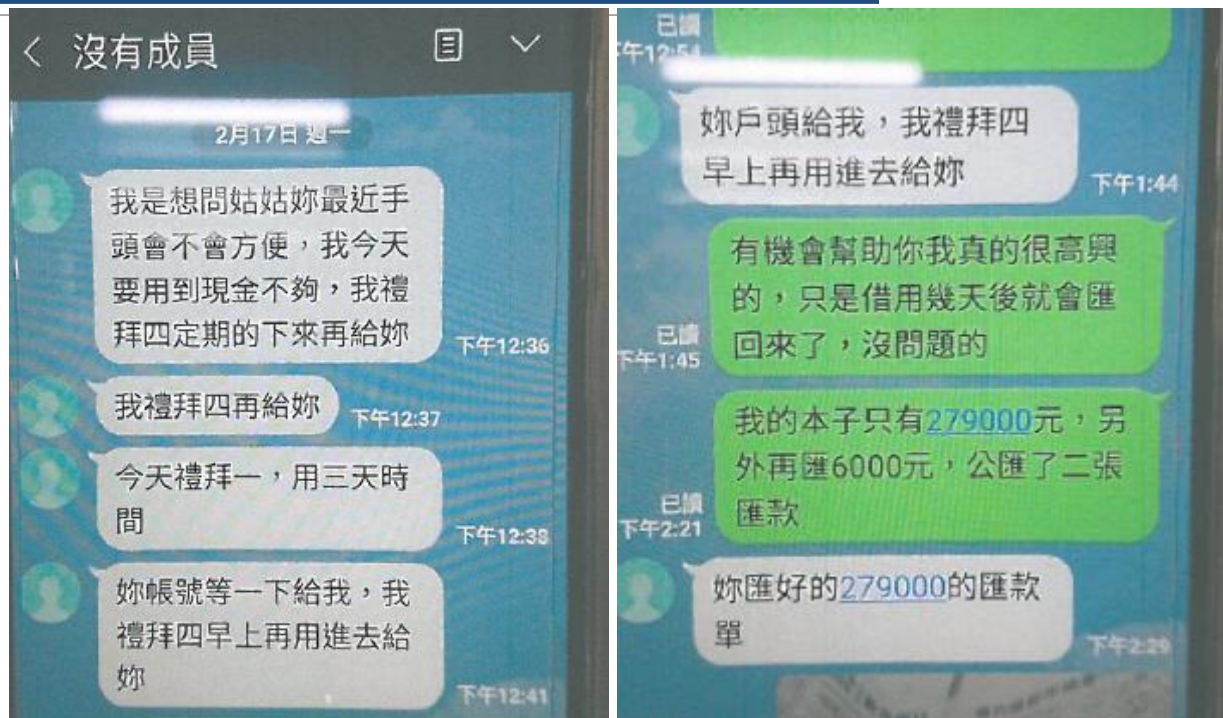 沒有成員
2月17日 週一
我是想問姑姑妳最近手
頭會不會方便，我今天
要用到現金不夠，我禮
拜四定期的下來再給妳
下午12:36
我禮拜四再給妳
下午12:37
今天禮拜一，用三天時
間
下午12:38
妳帳號等一下給我，我
禮拜四早上再用進去給
妳
下午12:41
已讀
下午12:54
妳戶頭給我，我禮拜四
早上再用進去給妳
下午1:44
有機會幫助你我真的很高興
的，只是借用幾天後就會匯
回來了，沒問題的
已讀
下午1:45
我的本子只有279000元，另
外再匯6000元，公匯了二張
匯款
已讀
下午2:21
妳匯好的279000的匯款
單
下午2:29